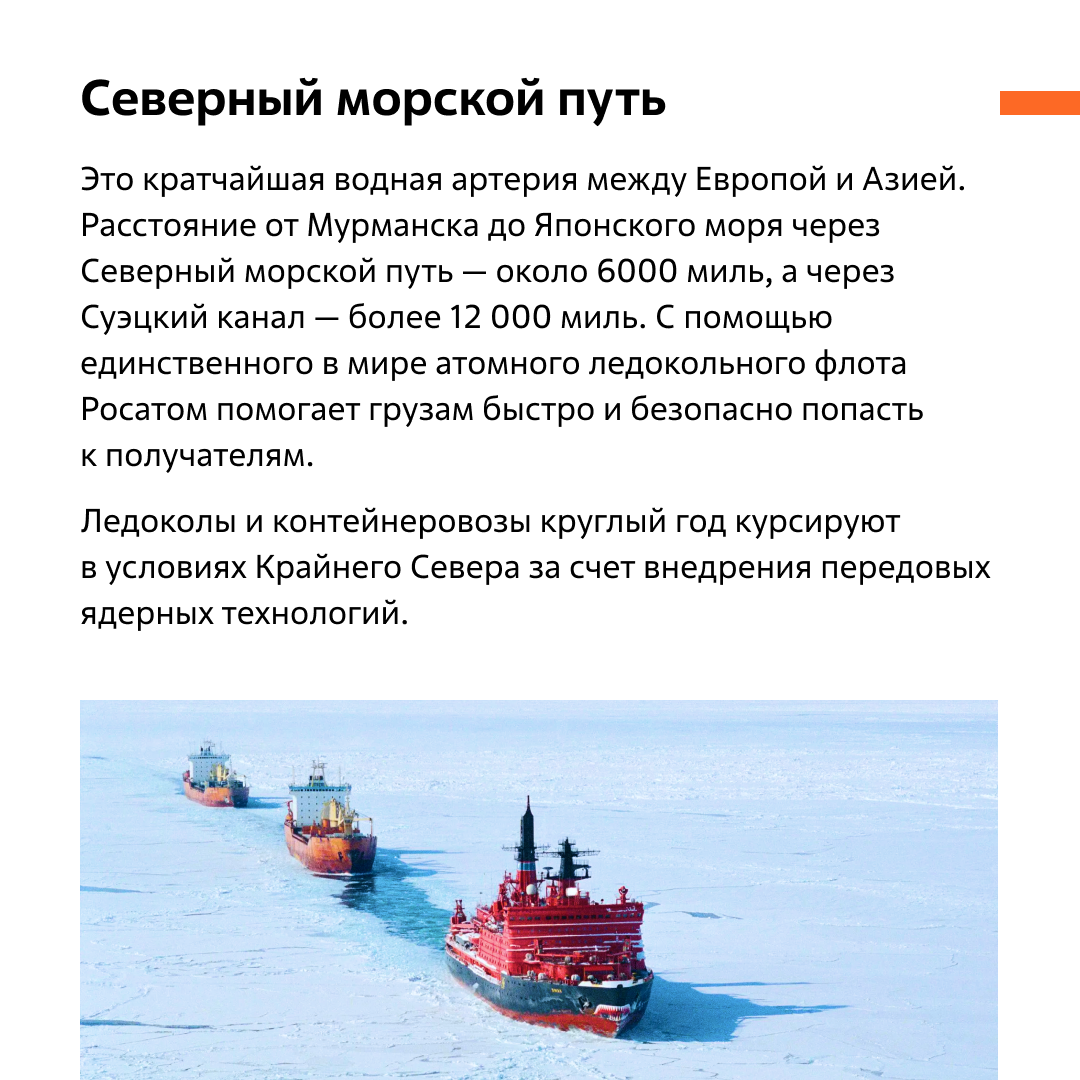 Северный морской путь
Это кратчайшая водная артерия между Европой и Азией.
Расстояние от Мурманска до Японского моря через
Северный морской путь — около 6000 миль, а через
Суэцкий канал — более 12 000 миль. С помощью
единственного в мире атомного ледокольного флота
Росатом помогает грузам быстро и безопасно попасть
к получателям.
Ледоколы и контейнеровозы круглый год курсируют
в условиях Крайнего Севера за счет внедрения передовых
ядерных технологий.